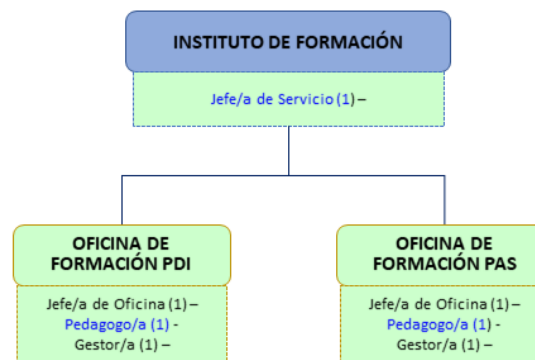 INSTITUTO DE FORMACIÓN
Jefe/a de Servicio (1) –
OFICINA DE
FORMACIÓN PDI
Jefe/a de Oficina (1) –
Pedagogo/a (1) -
Gestor/a (1) –
OFICINA DE
FORMACIÓN PAS
Jefe/a de Oficina (1) –
Pedagogo/a (1) -
Gestor/a (1) –